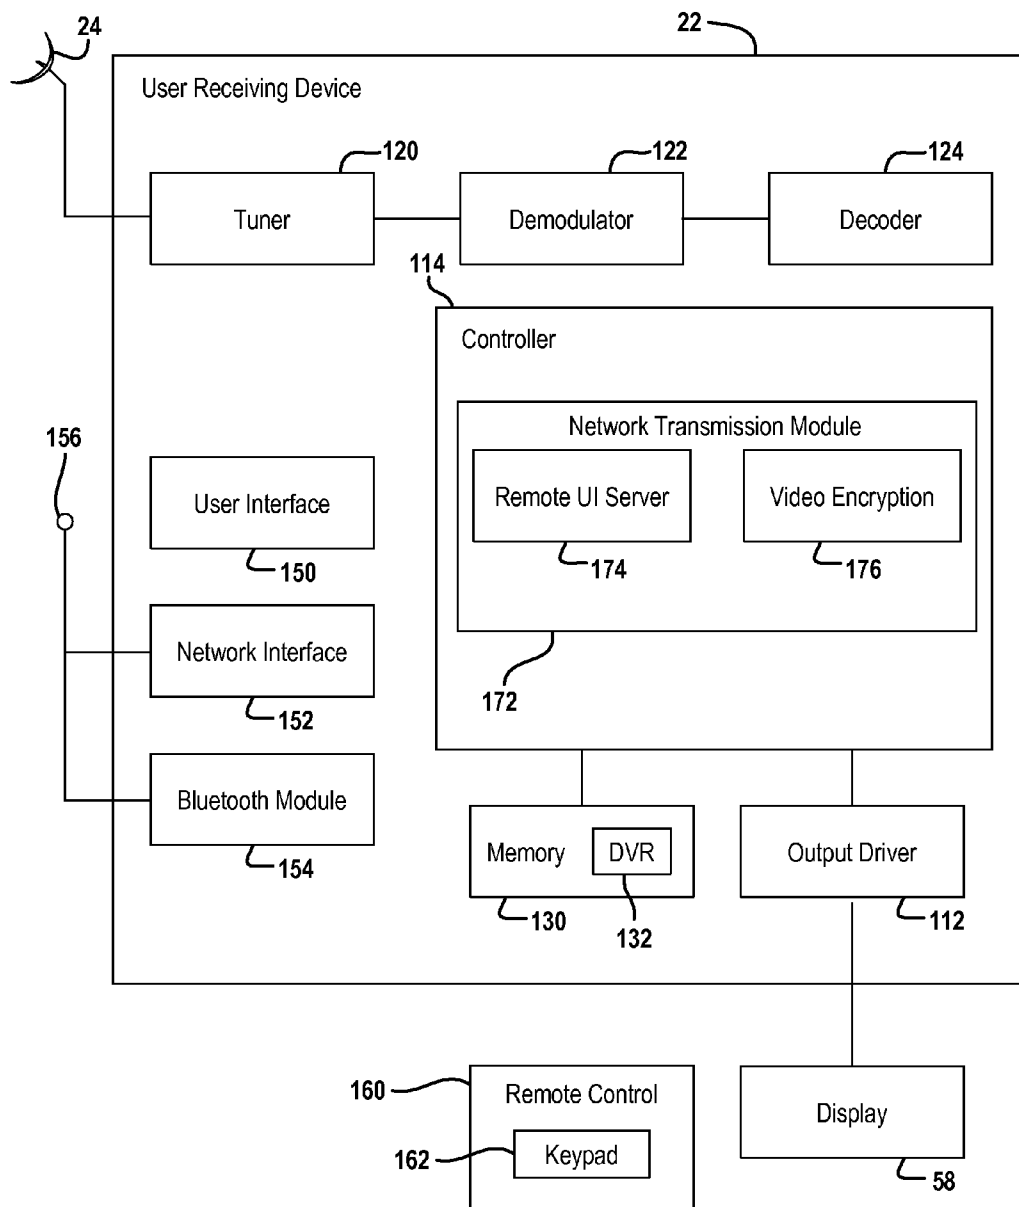 24
22
User Receiving Device
120
122
124
Tuner
Demodulator
Decoder
114
Controller
Network Transmission Module
156
Remote UI Server
Video Encryption
User Interface
174
176
150
Network Interface
172
152
Bluetooth Module
Memory
DVR
Output Driver
154
130
132
112
160
Remote Control
Display
162
Keypad
58